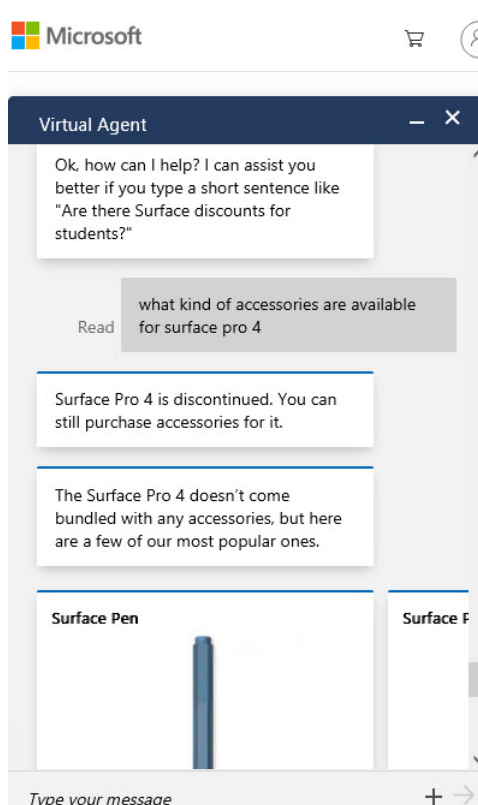 Microsoft
Virtual Agent
Ok, how can I help? I can assist you
better if you type a short sentence like
"Are there Surface discounts for
students?"
what kind of accessories are available
Read
for surface pro 4
Surface Pro 4 is discontinued. You can
still purchase accessories for it.
The Surface Pro 4 doesn't come
bundled with any accessories, but here
are a few of our most popular ones.
Surface Pen
Surface
Type your message